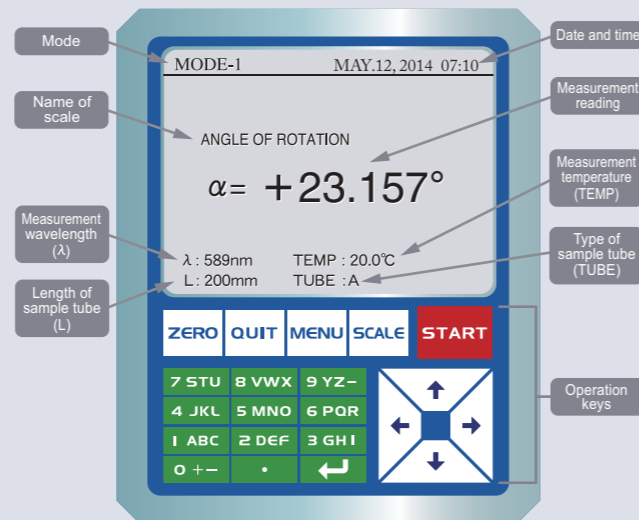 Mode
Date and time
MODE-1 MAY.12, 2014 07:10
Name of
scale
Measurement
reading
ANGLE OF ROTATION
α= +23.157°
Measurement
temperature
(TEMP)
Measurement
wavelength
(λ)
λ : 589nm TEMP : 20.0℃
L : 200mm TUBE : A
Type of
sample tube
(TUBE)
Length of
sample tube
(L)
ZERO QUIT MENU SCALE START
7 STU 8 VWX 9 YZ-
4 JKL 5 MNO 6 PQR
1 ABC 2 DEF 3 GHI
0 +- ·
Operation
keys